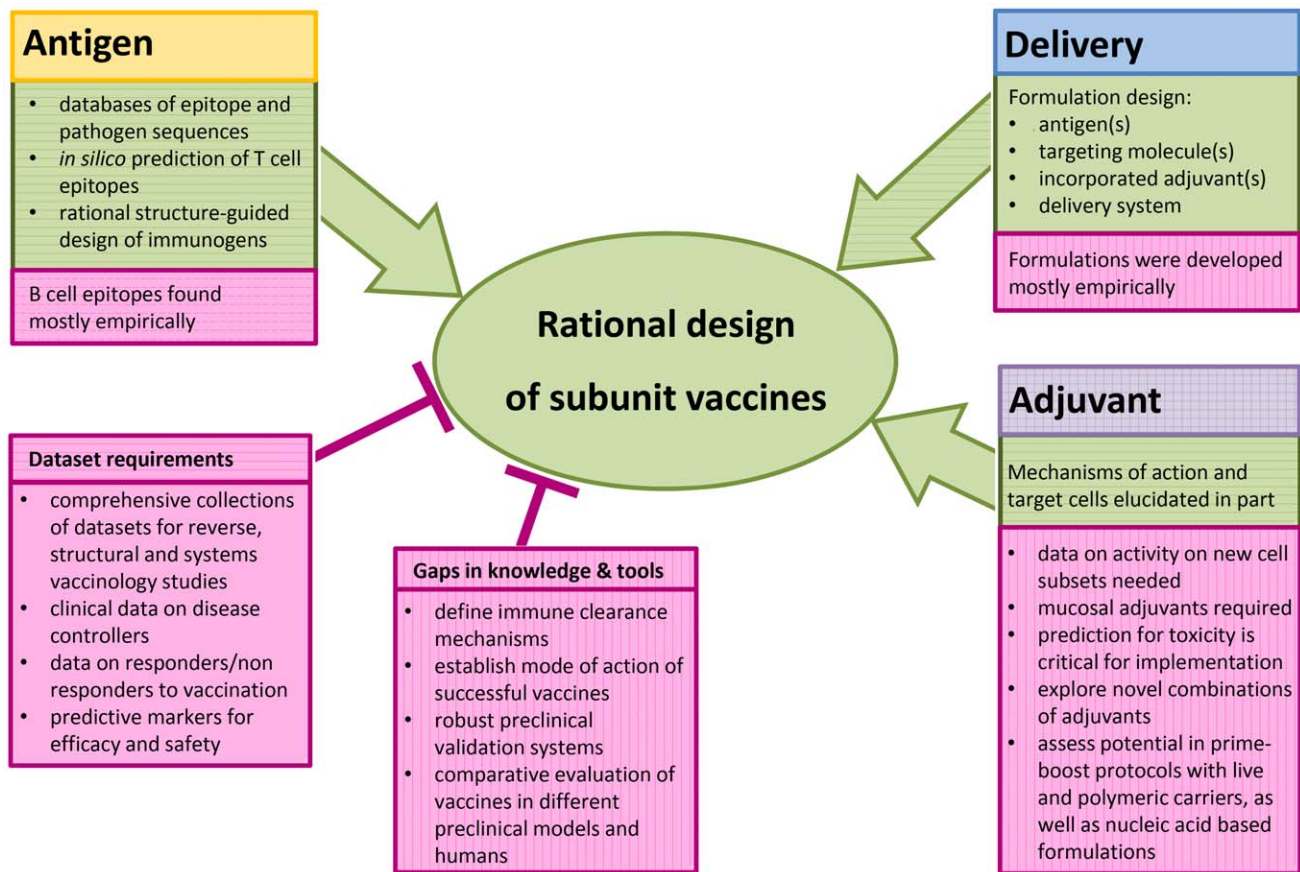 Antigen
• databases of epitope and
pathogen sequences
• in silico prediction of T cell
epitopes
• rational structure-guided
design of immunogens
B cell epitopes found
mostly empirically
Delivery
Formulation design:
• antigen(s)
• targeting molecule(s)
• incorporated adjuvant(s)
• delivery system
Formulations were developed
mostly empirically
Rational design
of subunit vaccines
Dataset requirements
• comprehensive collections
of datasets for reverse,
structural and systems
vaccinology studies
• clinical data on disease
controllers
• data on responders/non
responders to vaccination
• predictive markers for
efficacy and safety
Gaps in knowledge & tools
• define immune clearance
mechanisms
• establish mode of action of
successful vaccines
• robust preclinical
validation systems
• comparative evaluation of
vaccines in different
preclinical models and
humans
Adjuvant
Mechanisms of action and
target cells elucidated in part
• data on activity on new cell
subsets needed
• mucosal adjuvants required
• prediction for toxicity is
critical for implementation
• explore novel combinations
of adjuvants
• assess potential in prime-
boost protocols with live
and polymeric carriers, as
well as nucleic acid based
formulations